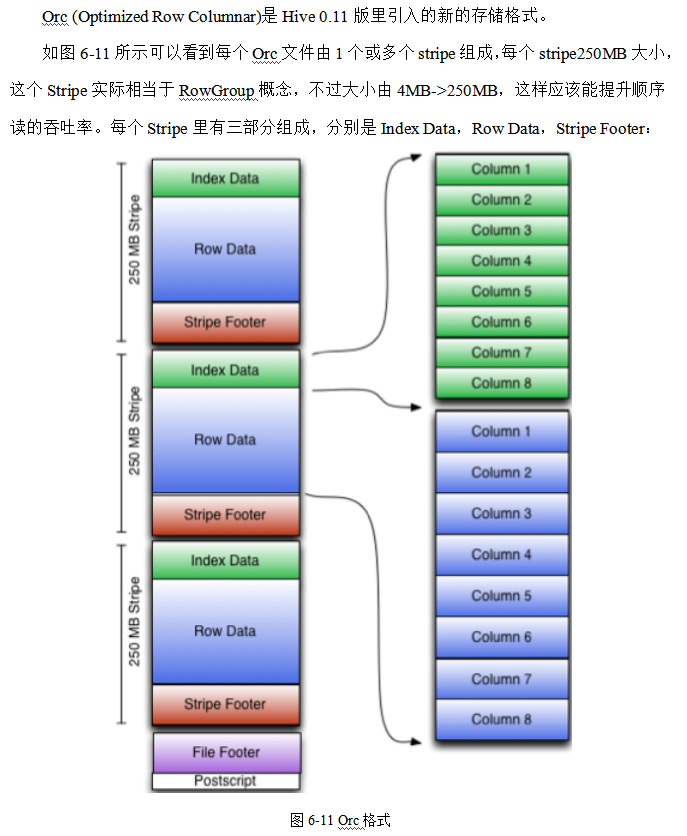 Orc (Optimized Row Columnar)是 Hive 0.11 版里引入的新的存储格式。
如图 6-11 所示可以看到每个 Orc 文件由 1 个或多个 stripe 组成，每个 stripe250MB 大小，
这个 Stripe 实际相当于 RowGroup 概念，不过大小由 4MB->250MB，这样应该能提升顺序
读的吞吐率。每个 Stripe 里有三部分组成，分别是 Index Data，Row Data，Stripe Footer：
250 MB Stripe
Index Data
Row Data
Stripe Footer
250 MB Stripe
Index Data
Row Data
Stripe Footer
250 MB Stripe
Index Data
Row Data
Stripe Footer
File Footer
Postscript
Column 1
Column 2
Column 3
Column 4
Column 5
Column 6
Column 7
Column 8
Column 1
Column 2
Column 3
Column 4
Column 5
Column 6
Column 7
Column 8
图 6-11 Orc 格式